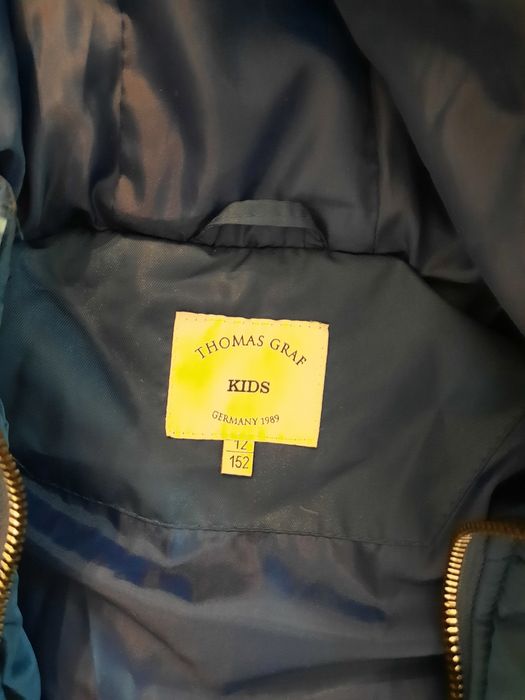 THOMAS GRAF
KIDS
GERMANY 1989
12
152